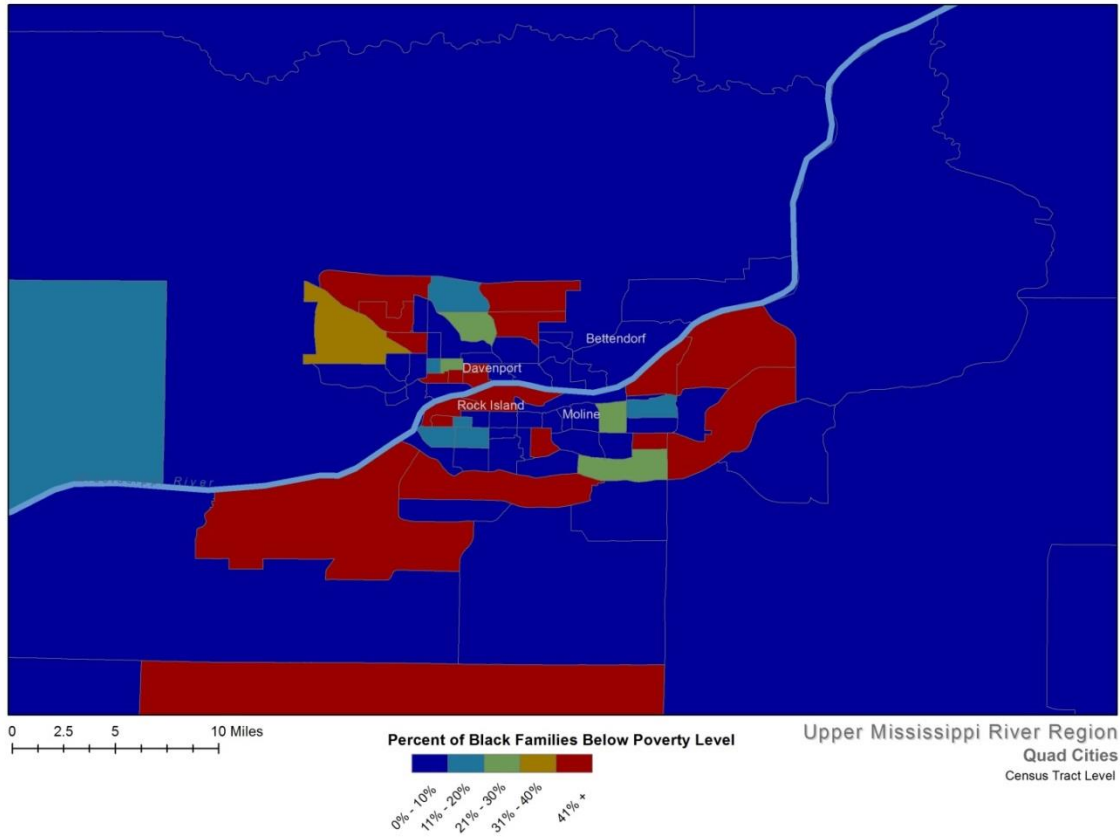 Bettendorf
Davenport
Rock Island
Moline
River
0 2.5 5 10 Miles
Percent of Black Families Below Poverty Level
0% - 10%
11% - 20%
21% - 30%
31% - 40%
41% +
Upper Mississippi River Region
Quad Cities
Census Tract Level